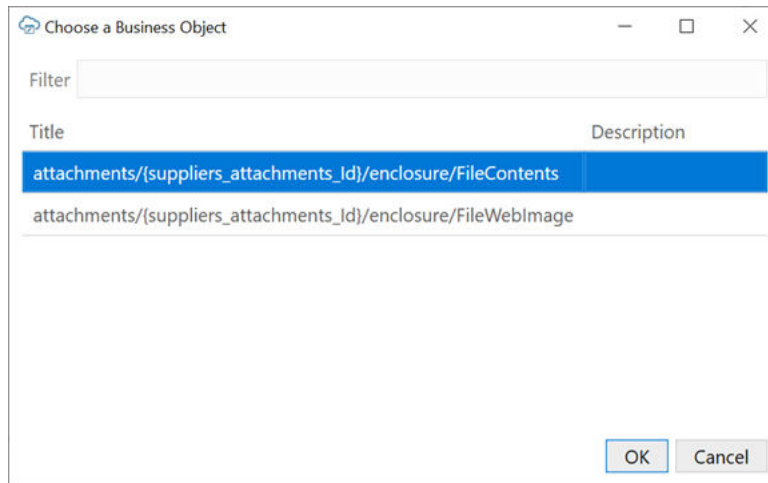 Choose a Business Object
Filter
Title Description
attachments/{suppliers_attachments_Id}/enclosure/FileContents
attachments/{suppliers_attachments_Id}/enclosure/FileWebImage
OK Cancel